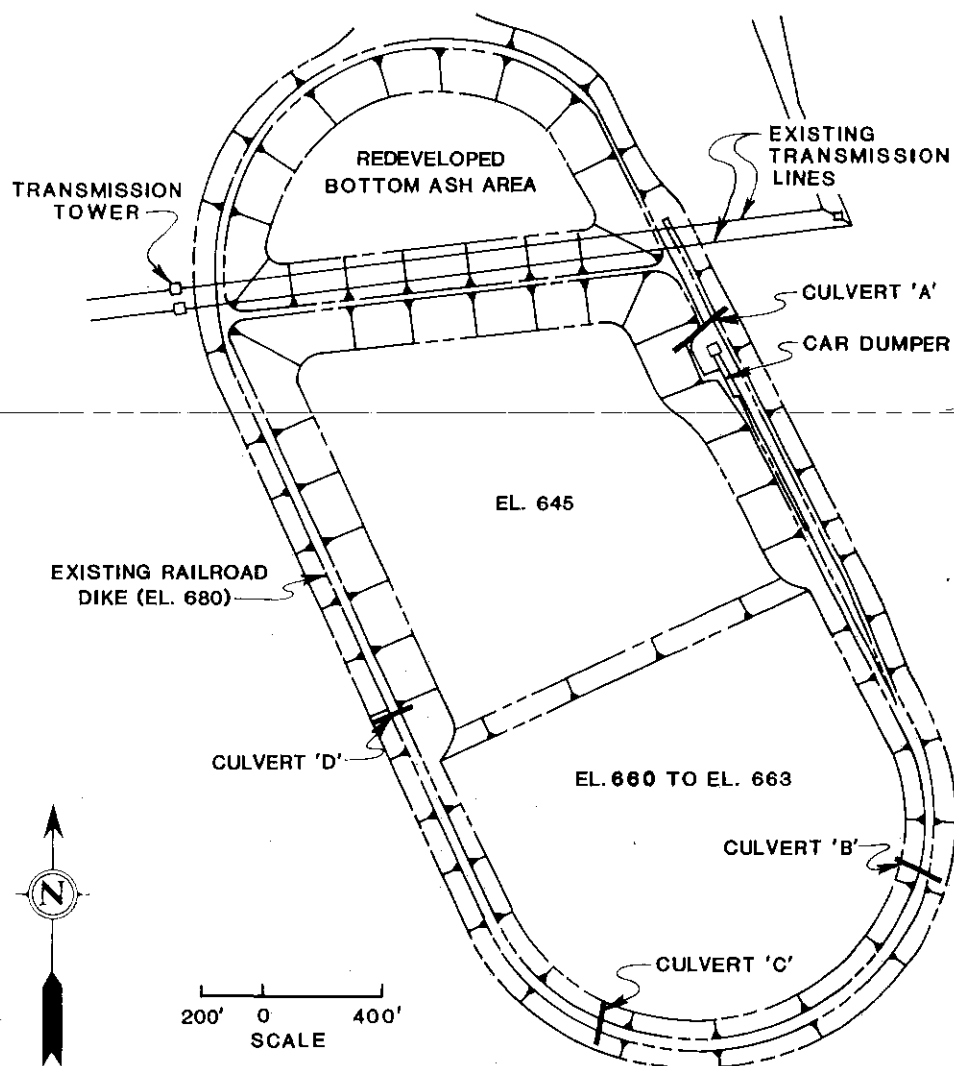 REDEVELOPED
BOTTOM ASH AREA
EXISTING
TRANSMISSION
LINES
TRANSMISSION
TOWER
CULVERT 'A'
CAR DUMPER
EL. 645
EXISTING RAILROAD
DIKE (EL. 680)
CULVERT 'D'
EL. 660 TO EL. 663
CULVERT 'B'
N
CULVERT 'C'
200' 0 400'
SCALE